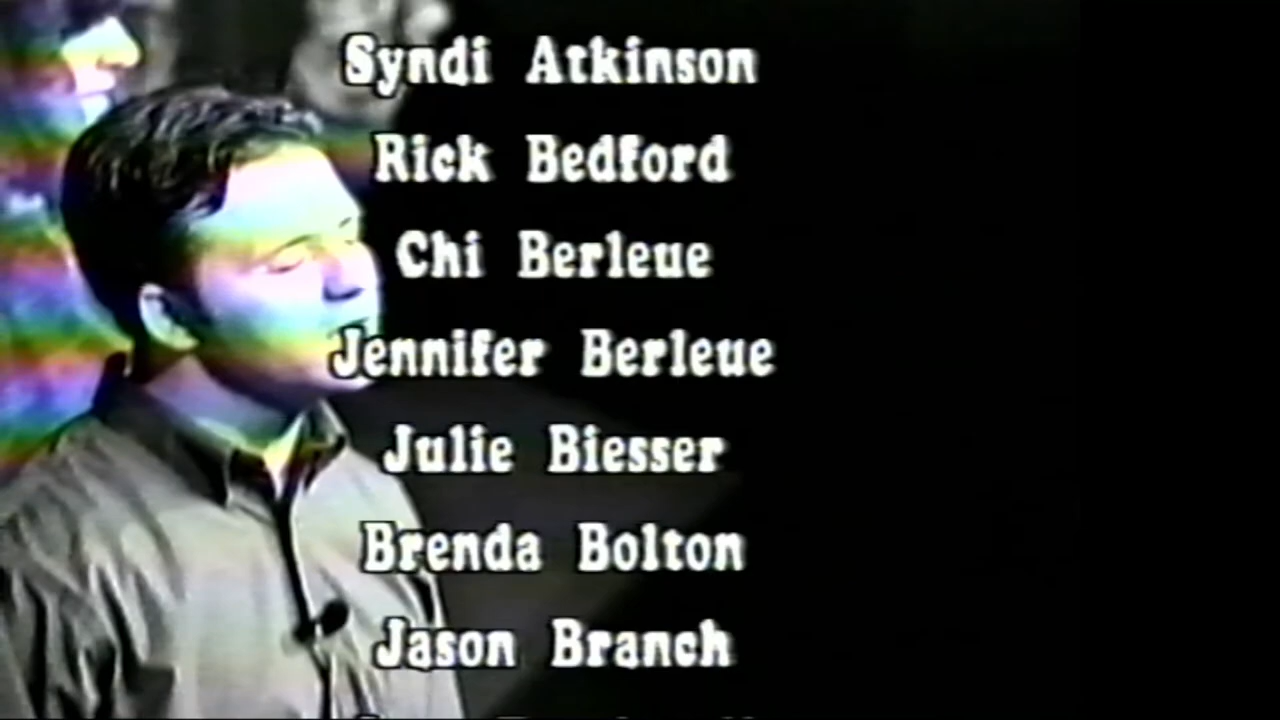 Syndi Atkinson
Rick Bedford
Chi Berleue
Jennifer Berleue
Julie Biesser
Brenda Bolton
Jason Branch